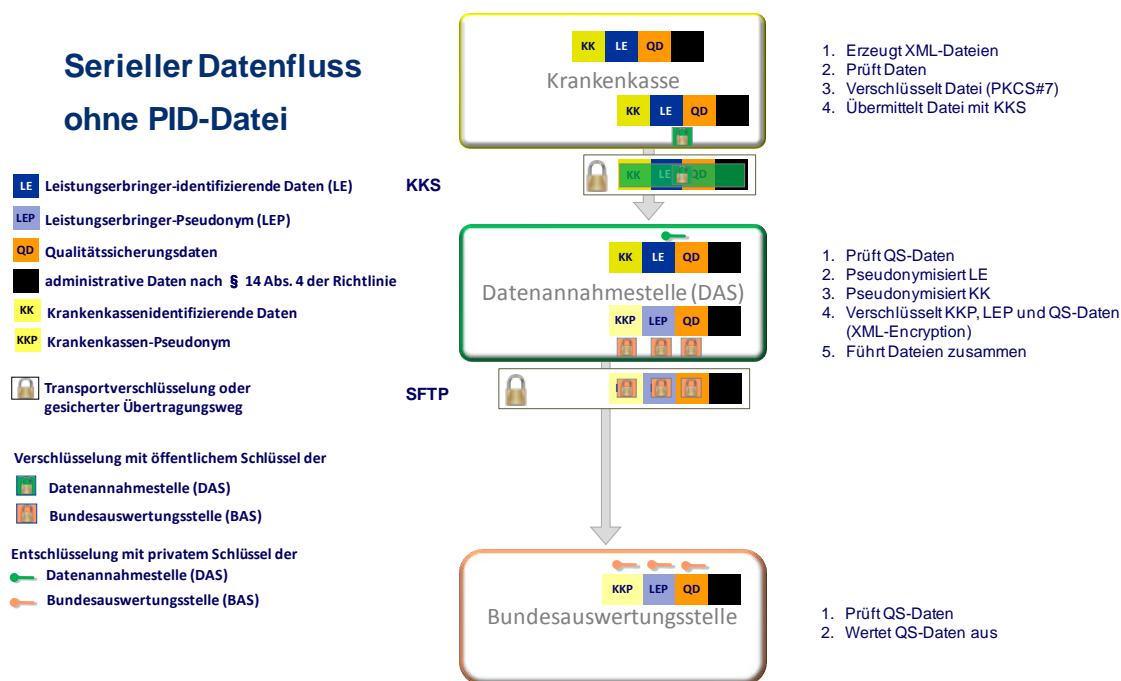 Serieller Datenfluss
ohne PID-Datei
LE Leistungserbringer-identifizierende Daten (LE)
LEP Leistungserbringer-Pseudonym (LEP)
QD Qualitätssicherungsdaten
administrative Daten nach § 14 Abs. 4 der Richtlinie
KK Krankenkassenidentifizierende Daten
KKP Krankenkassen-Pseudonym
Transportverschlüsselung oder
gesicherter Übertragungsweg
Verschlüsselung mit öffentlichem Schlüssel der
Datenannahmestelle (DAS)
Bundesauswertungsstelle (BAS)
Entschlüsselung mit privatem Schlüssel der
Datenannahmestelle (DAS)
Bundesauswertungsstelle (BAS)
KK LE QD
Krankenkasse
KK LE QD
1. Erzeugt XML-Dateien
2. Prüft Daten
3. Verschlüsselt Datei (PKCS#7)
4. Übermittelt Datei mit KKS
KKS
KK LE QD
KK LE QD
Datenannahmestelle (DAS)
KKP LEP QD
1. Prüft QS-Daten
2. Pseudonymisiert LE
3. Pseudonymisiert KK
4. Verschlüsselt KKP, LEP und QS-Daten
(XML-Encryption)
5. Führt Dateien zusammen
SFTP
KKP LEP QD
Bundesauswertungsstelle
1. Prüft QS-Daten
2. Wertet QS-Daten aus